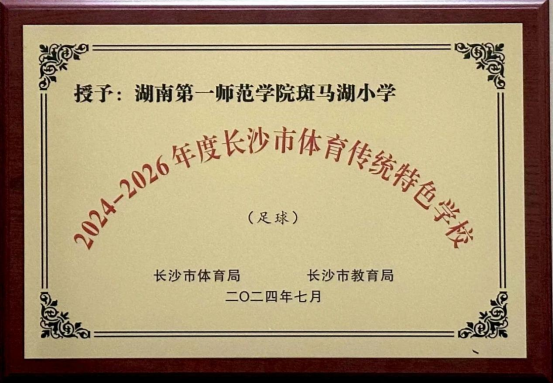 授予：湖南第一师范学院斑马湖小学
2024-2026年度长沙市体育传统特色学校
（足球）
长沙市体育局 长沙市教育局
二〇二四年七月